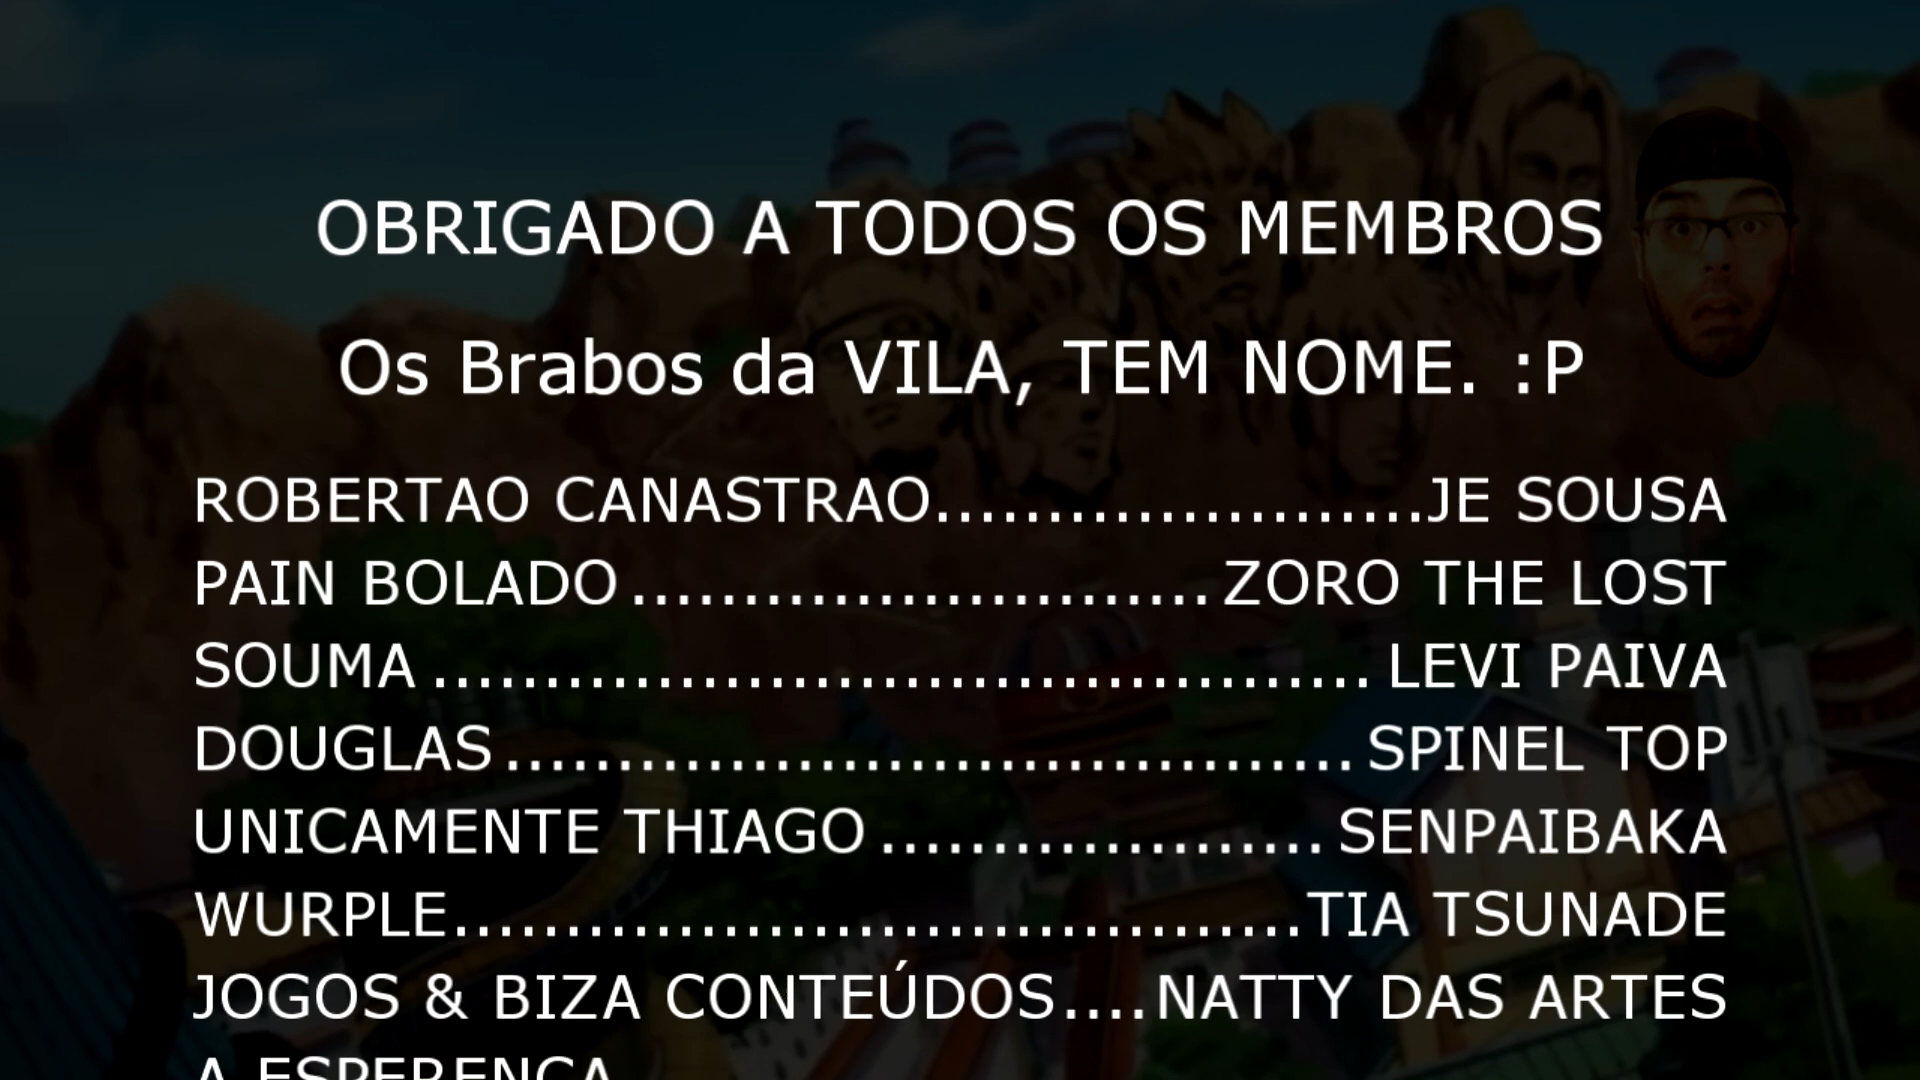 OBRIGADO A TODOS OS MEMBROS
Os Brabos da VILA, TEM NOME. :P
ROBERTAO CANASTRAO......................JE SOUSA
PAIN BOLADO..........................ZORO THE LOST
SOUMA..........................................LEVI PAIVA
DOUGLAS......................................SPINEL TOP
UNICAMENTE THIAGO....................SENPAIBAKA
WURPLE......................................TIA TSUNADE
JOGOS & BIZA CONTEÚDOS....NATTY DAS ARTES
A ESPERENÇA